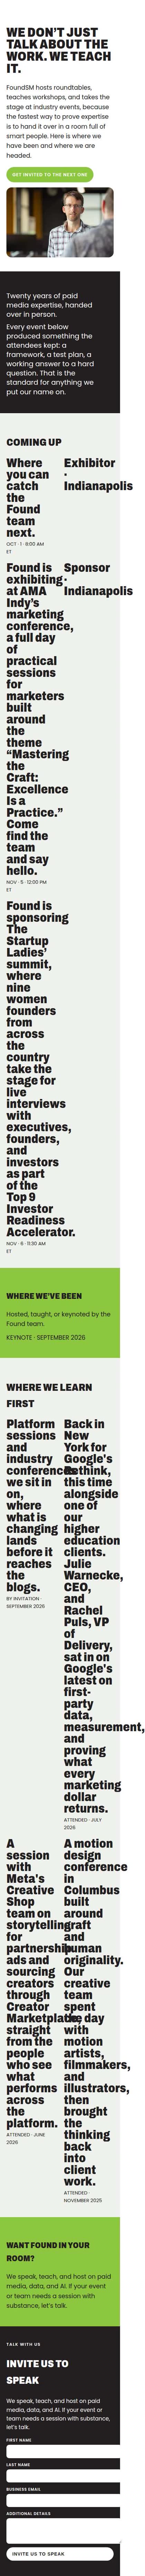 WE DON'T JUST
TALK ABOUT THE
WORK. WE TEACH
IT.
FoundSM hosts roundtables,
teaches workshops, and takes the
stage at industry events, because
the fastest way to prove expertise
is to hand it over in a room full of
smart people. Here is where we
have been and where we are
headed.
GET INVITED TO THE NEXT ONE
Twenty years of paid
media expertise, handed
over in person.
Every event below
produced something the
attendees kept: a
framework, a test plan, a
working answer to a hard
question. That is the
standard for anything we
put our name on.
COMING UP
Where
you can
catch
the
Found
team
next.
OCT · 1 · 8:00 AM
ET
Exhibitor
·
Indianapolis
Found is
exhibiting
at AMA
Indy's
marketing
conference,
a full day
of
practical
sessions
for
marketers
built
around
the
theme
“Mastering
the
Craft:
Excellence
Is a
Practice.”
Come
find the
team
and say
hello.
NOV · 5 · 12:00 PM
ET
Sponsor
·
Indianapolis
Found is
sponsoring
The
Startup
Ladies'
summit,
where
nine
women
founders
from
across
the
country
take the
stage for
live
interviews
with
executives,
founders,
and
investors
as part
of the
Top 9
Investor
Readiness
Accelerator.
NOV · 6 · 11:30 AM
ET
WHERE WE'VE BEEN
Hosted, taught, or keynoted by the
Found team.
KEYNOTE · SEPTEMBER 2026
WHERE WE LEARN
FIRST
Platform
sessions
and
industry
conferences
we sit in
on,
where
what is
changing
lands
before it
reaches
the
blogs.
BY INVITATION ·
SEPTEMBER 2026
Back in
New
York for
Google's
Rethink,
this time
alongside
one of
our
higher
education
clients.
Julie
Warnecke,
CEO,
and
Rachel
Puls, VP
of
Delivery,
sat in on
Google's
latest on
first-
party
data,
measurement,
and
proving
what
every
marketing
dollar
returns.
ATTENDED · JULY
2026
A
session
with
Meta's
Creative
Shop
team on
storytelling
for
partnership
ads and
sourcing
creators
through
Creator
Marketplace,
straight
from the
people
who see
what
performs
across
the
platform.
ATTENDED · JUNE
2026
A motion
design
conference
in
Columbus
built
around
craft
and
human
originality.
Our
creative
team
spent
the day
with
motion
artists,
filmmakers,
and
illustrators,
then
brought
the
thinking
back
into
client
work.
ATTENDED ·
NOVEMBER 2025
WANT FOUND IN YOUR
ROOM?
We speak, teach, and host on paid
media, data, and AI. If your event
or team needs a session with
substance, let's talk.
TALK WITH US
INVITE US TO
SPEAK
We speak, teach, and host on paid
media, data, and AI. If your event or
team needs a session with substance,
let's talk.
FIRST NAME
LAST NAME
BUSINESS EMAIL
ADDITIONAL DETAILS
INVITE US TO SPEAK